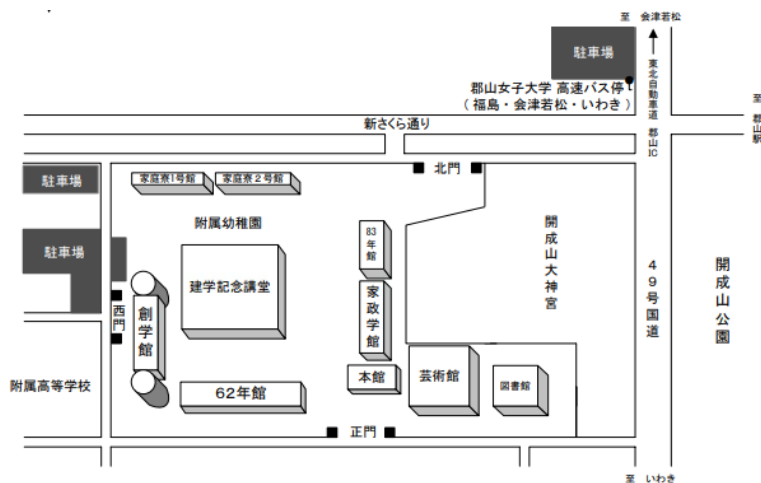 至 会津若松
駐車場
東北自動車道 郡山IC
郡山女子大学 高速バス停
(福島・会津若松・いわき)
至 郡山駅
新さくら通り
北門
駐車場
家庭寮1号館
家庭寮2号館
附属幼稚園
83年館
開成山大神宮
駐車場
建学記念講堂
49号国道
開成山公園
西門
創学館
家政学館
附属高等学校
62年館
本館
芸術館
図書館
正門
至 いわき